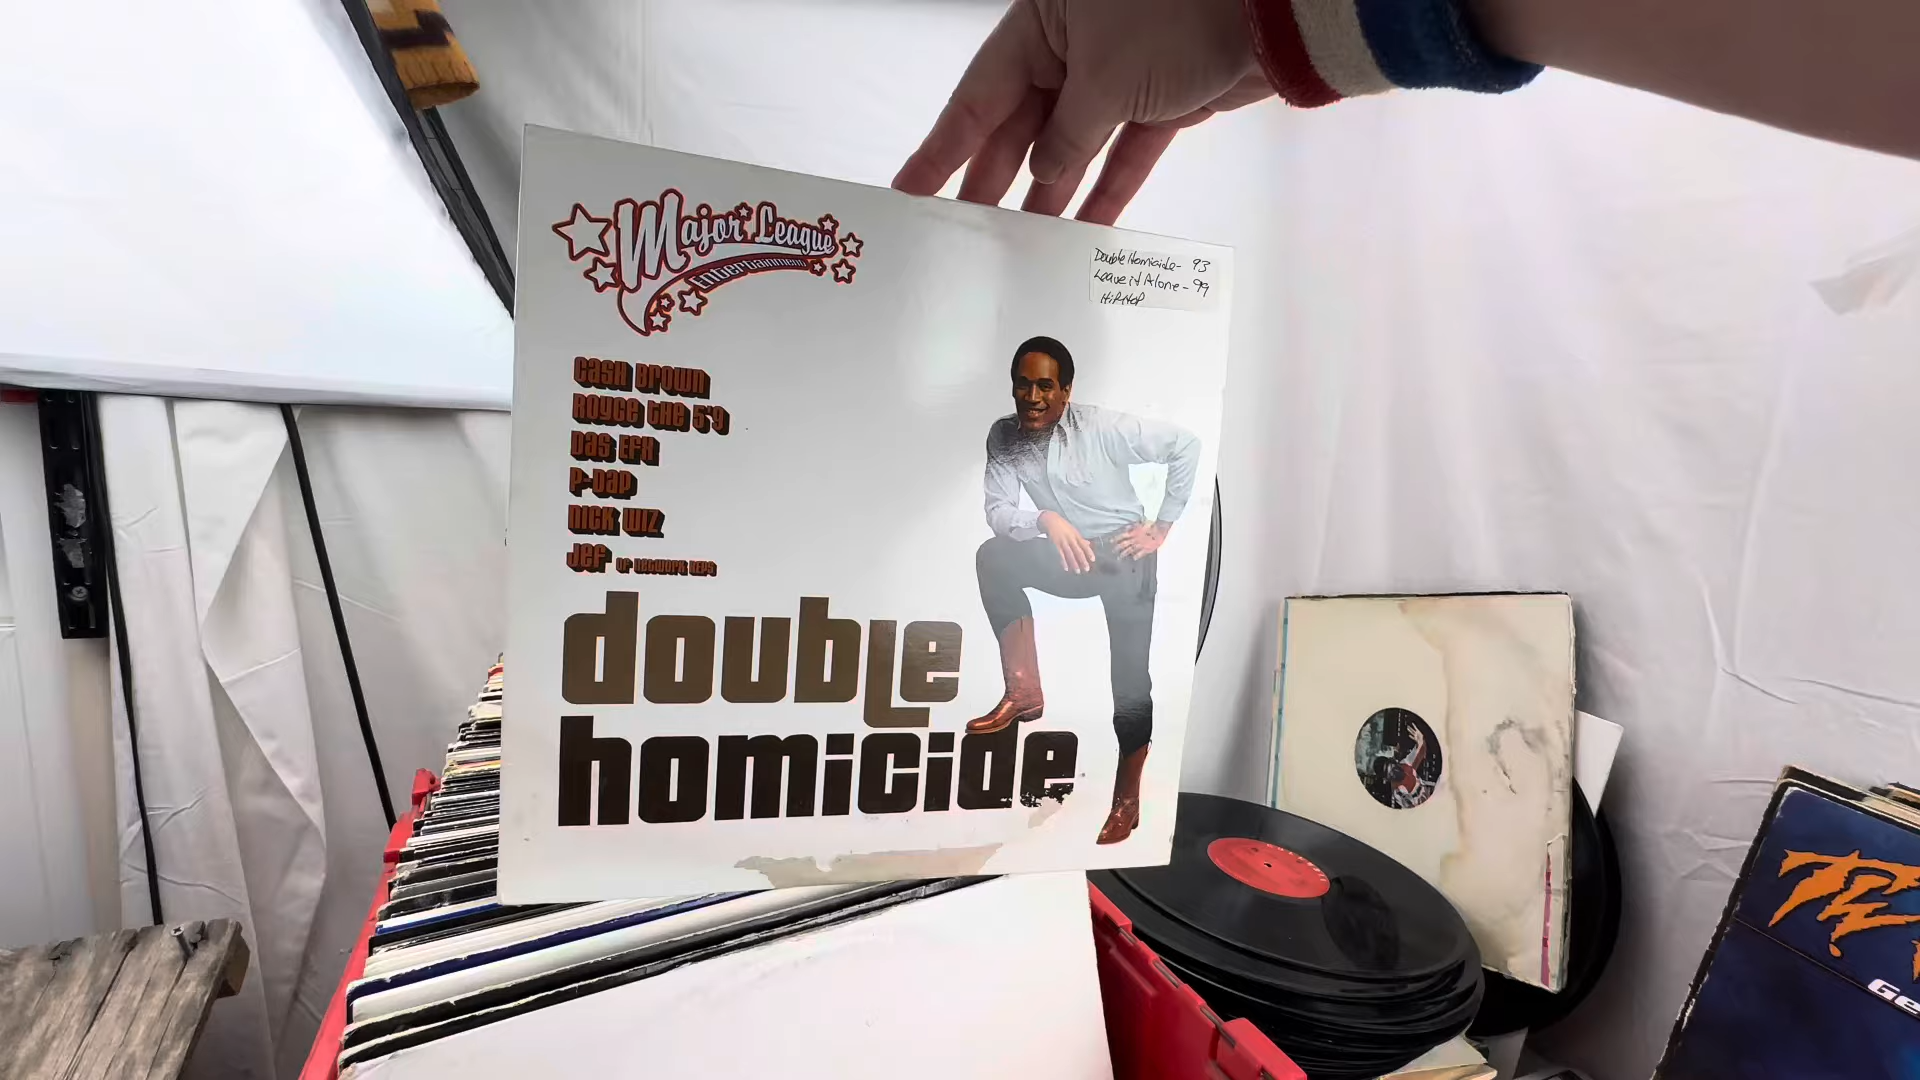 Major League
Entertainment
Double Homicide- 93
Leave it Alone - 99
HIPHOP
Cash Brown
Royce the 5'9
Das EFX
P-Dap
Nick Wiz
Jef of Network Reps
double
homicide
Ge